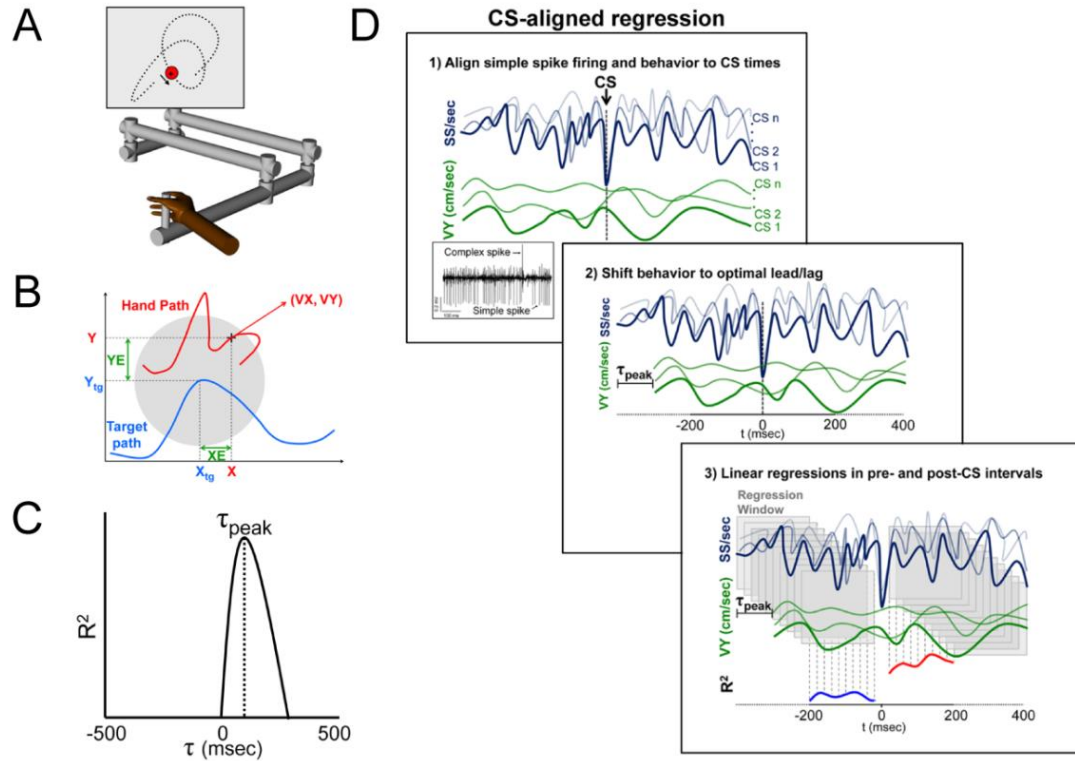 A
B
Hand Path
(VX, VY)
Y
YE
Ytg
Target
path
XE
Xtg
X
C
τpeak
R²
-500
0
500
τ (msec)
D
CS-aligned regression
1) Align simple spike firing and behavior to CS times
CS
SS/sec
CS n
CS 2
CS 1
VY (cm/sec)
CS n
CS 2
CS 1
Complex spike
Simple spike
100 ms
2) Shift behavior to optimal lead/lag
SS/sec
VY (cm/sec)
τpeak
-200
0
200
400
t (msec)
3) Linear regressions in pre- and post-CS intervals
Regression
Window
SS/sec
VY (cm/sec)
τpeak
R²
-200
0
200
400
t (msec)